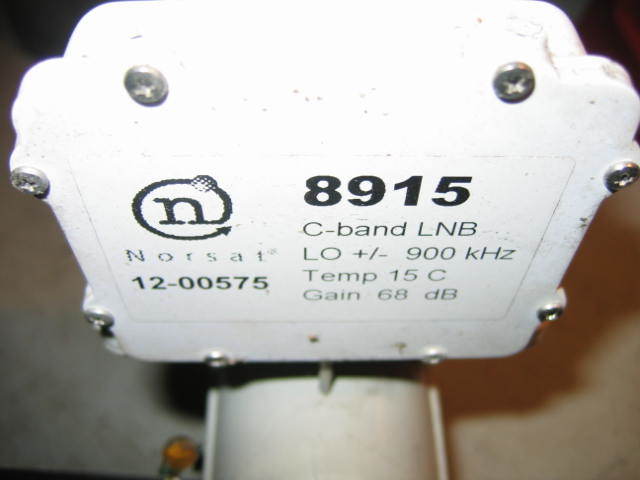 n
Norsat
12-00575
8915
C-band LNB
LO +/- 900 kHz
Temp 15 C
Gain 68 dB